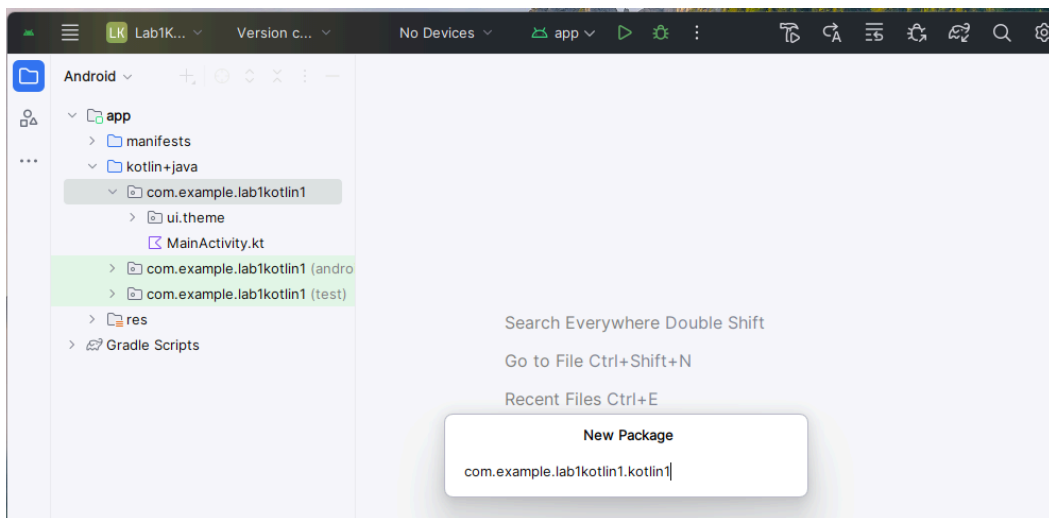 LK Lab1K... Version c... No Devices app
Android
app
manifests
kotlin+java
com.example.lab1kotlin1
ui.theme
MainActivity.kt
com.example.lab1kotlin1 (andro
com.example.lab1kotlin1 (test)
res
Gradle Scripts
Search Everywhere Double Shift
Go to File Ctrl+Shift+N
Recent Files Ctrl+E
New Package
com.example.lab1kotlin1.kotlin1